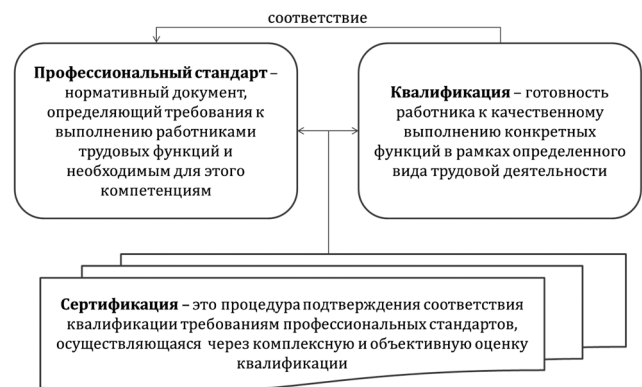 соответствие
Профессиональный стандарт –
нормативный документ,
определяющий требования к
выполнению работниками
трудовых функций и
необходимым для этого
компетенциям
Квалификация – готовность
работника к качественному
выполнению конкретных
функций в рамках определенного
вида трудовой деятельности
Сертификация – это процедура подтверждения соответствия
квалификации требованиям профессиональных стандартов,
осуществляющаяся через комплексную и объективную оценку
квалификации